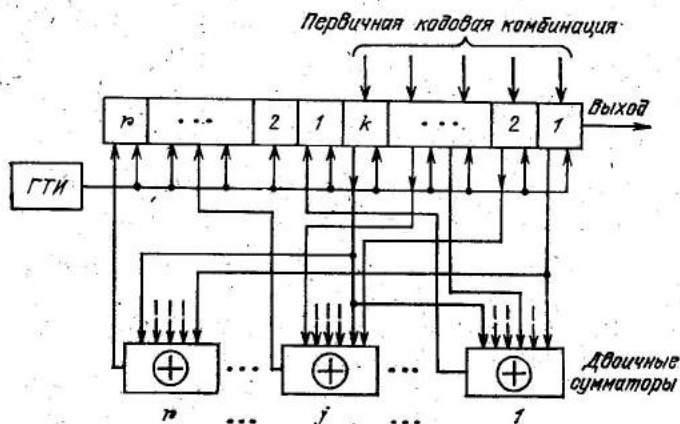 Первичная кодовая комбинация
n ... 2 1 k ... 2 1
Выход
ГТИ
... ...
Двоичные
сумматоры
n ... j ... 1